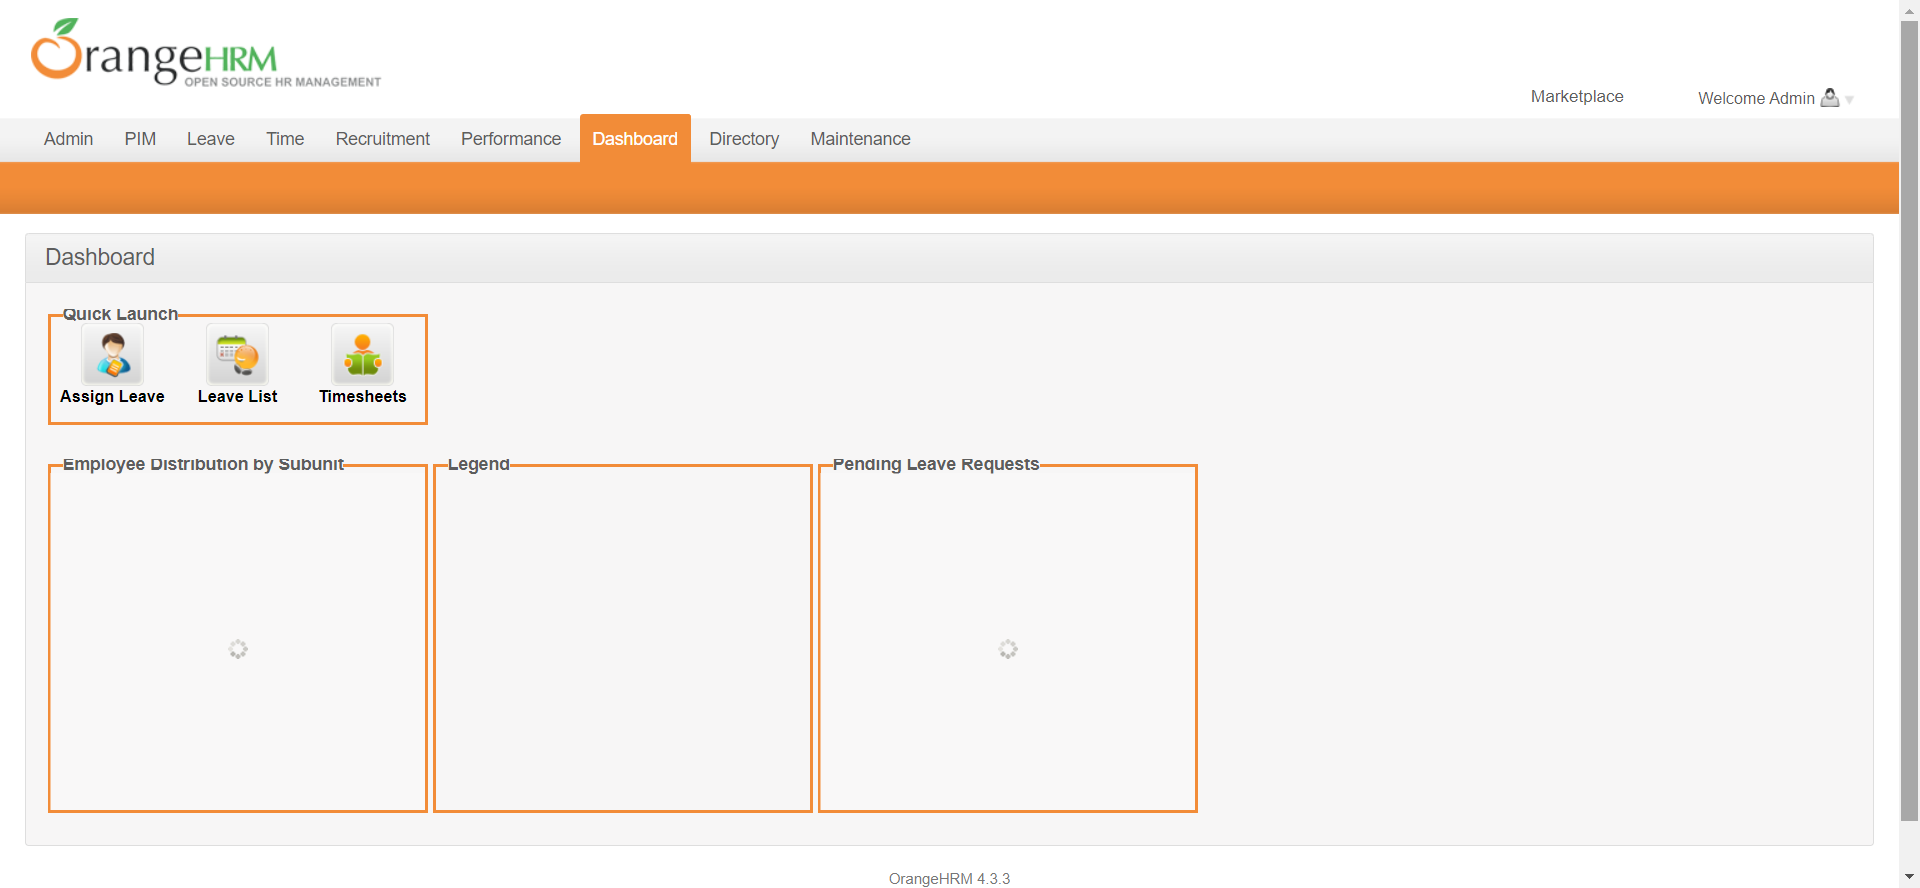 OrangeHRM
OPEN SOURCE HR MANAGEMENT
Marketplace
Welcome Admin
Admin PIM Leave Time Recruitment Performance Dashboard Directory Maintenance
Dashboard
Quick Launch
Assign Leave Leave List Timesheets
Employee Distribution by Subunit Legend Pending Leave Requests
OrangeHRM 4.3.3